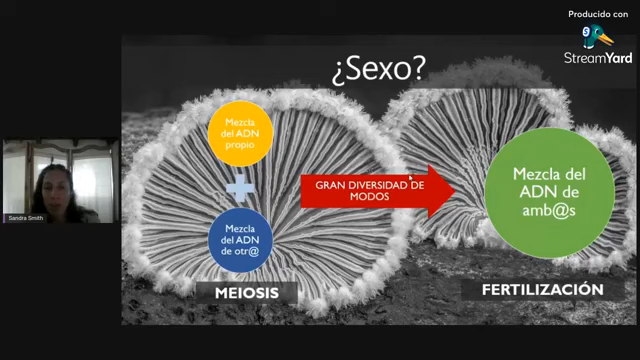 Producido con
StreamYard
¿Sexo?
Mezcla
del ADN
propio
GRAN DIVERSIDAD DE
MODOS
Mezcla del
ADN de
amb@s
Mezcla
del ADN
de otr@
MEIOSIS
FERTILIZACIÓN
Sandra Smith